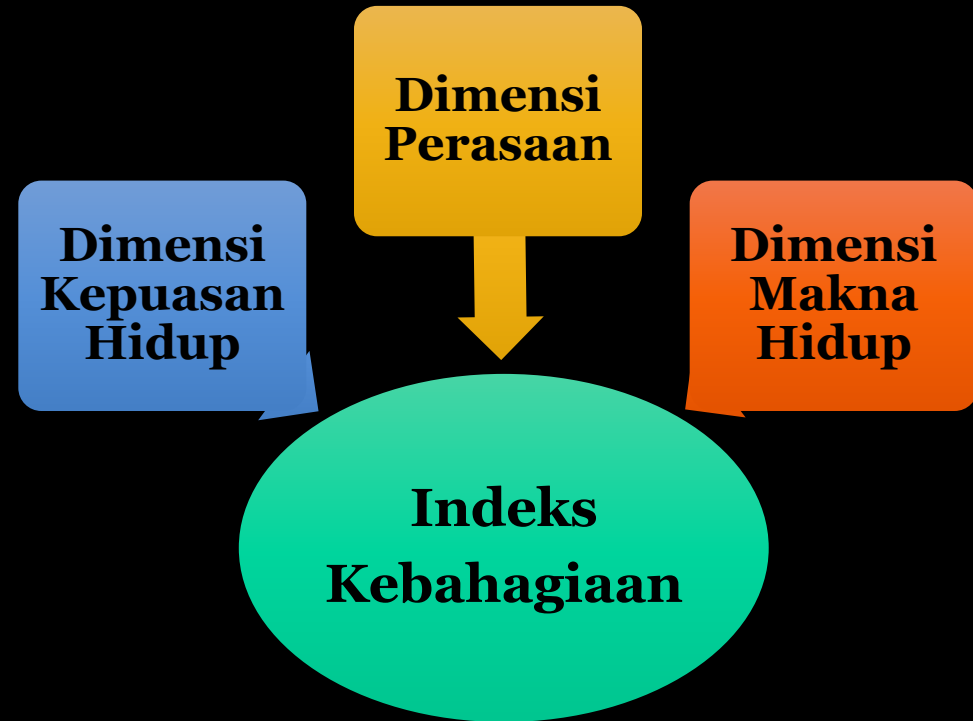 Dimensi
Perasaan
Dimensi
Kepuasan
Hidup
Dimensi
Makna
Hidup
Indeks
Kebahagiaan